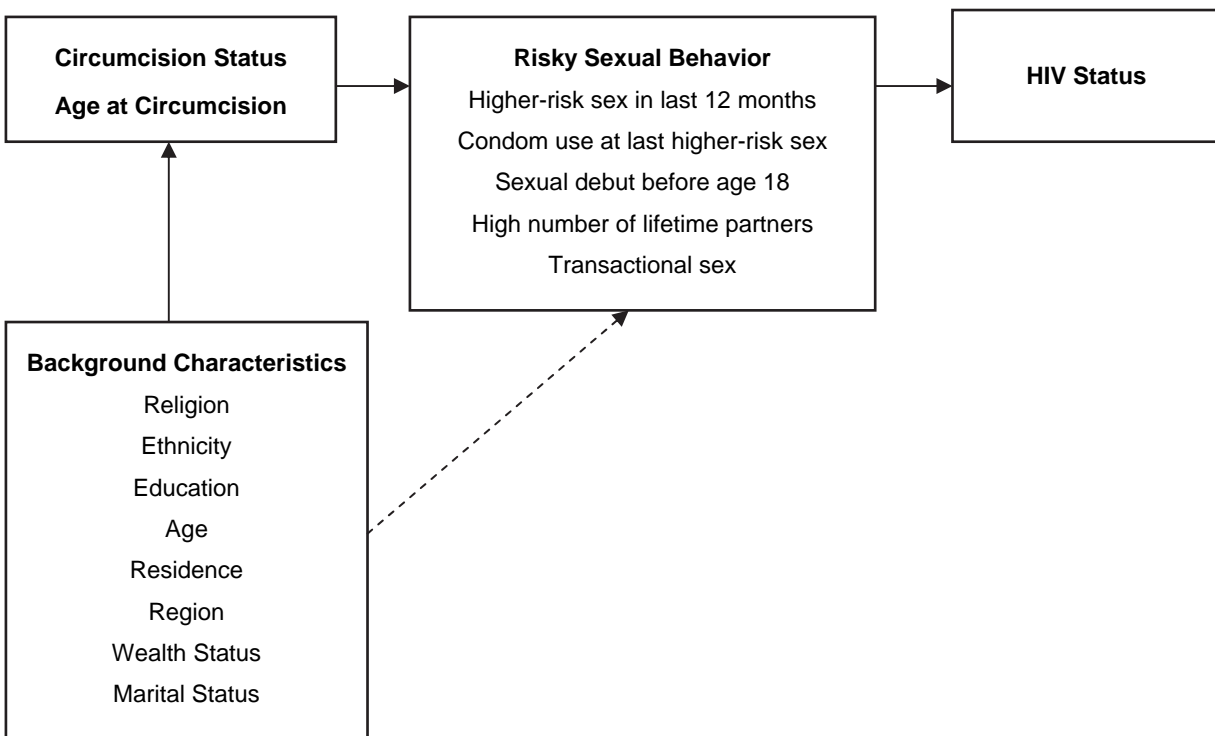 Circumcision Status
Age at Circumcision
Risky Sexual Behavior
Higher-risk sex in last 12 months
Condom use at last higher-risk sex
Sexual debut before age 18
High number of lifetime partners
Transactional sex
HIV Status
Background Characteristics
Religion
Ethnicity
Education
Age
Residence
Region
Wealth Status
Marital Status